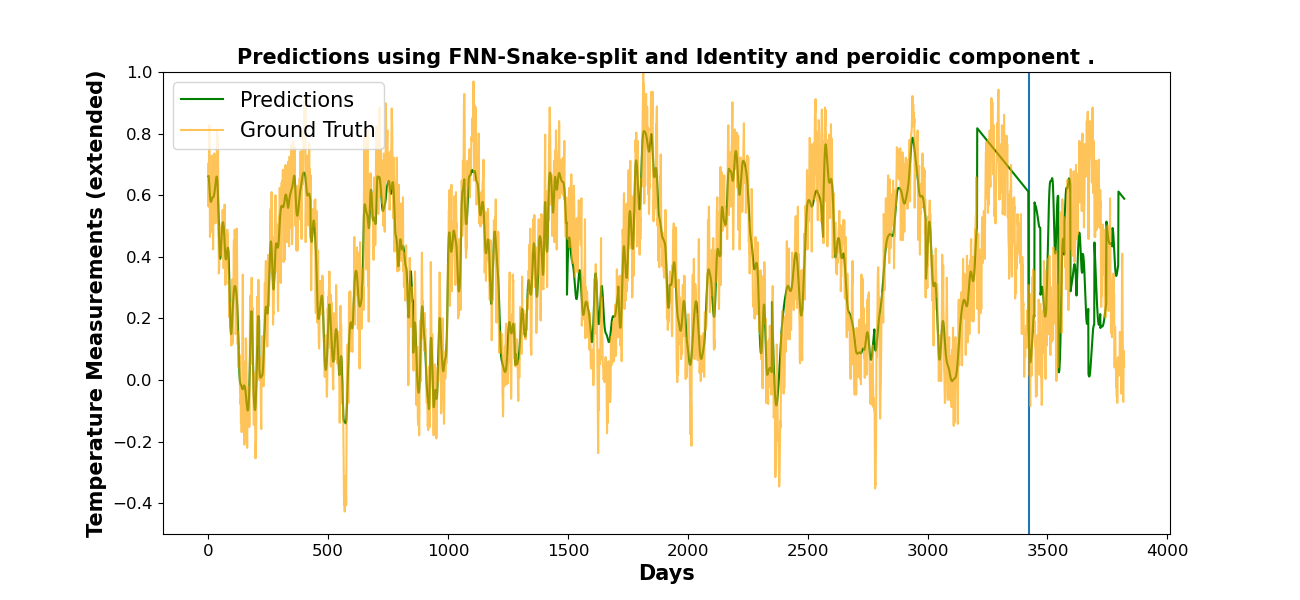 Predictions using FNN-Snake-split and Identity and peroidic component .
Temperature Measurements (extended)
1.0
0.8
0.6
0.4
0.2
0.0
−0.2
−0.4
Predictions
Ground Truth
0 500 1000 1500 2000 2500 3000 3500 4000
Days